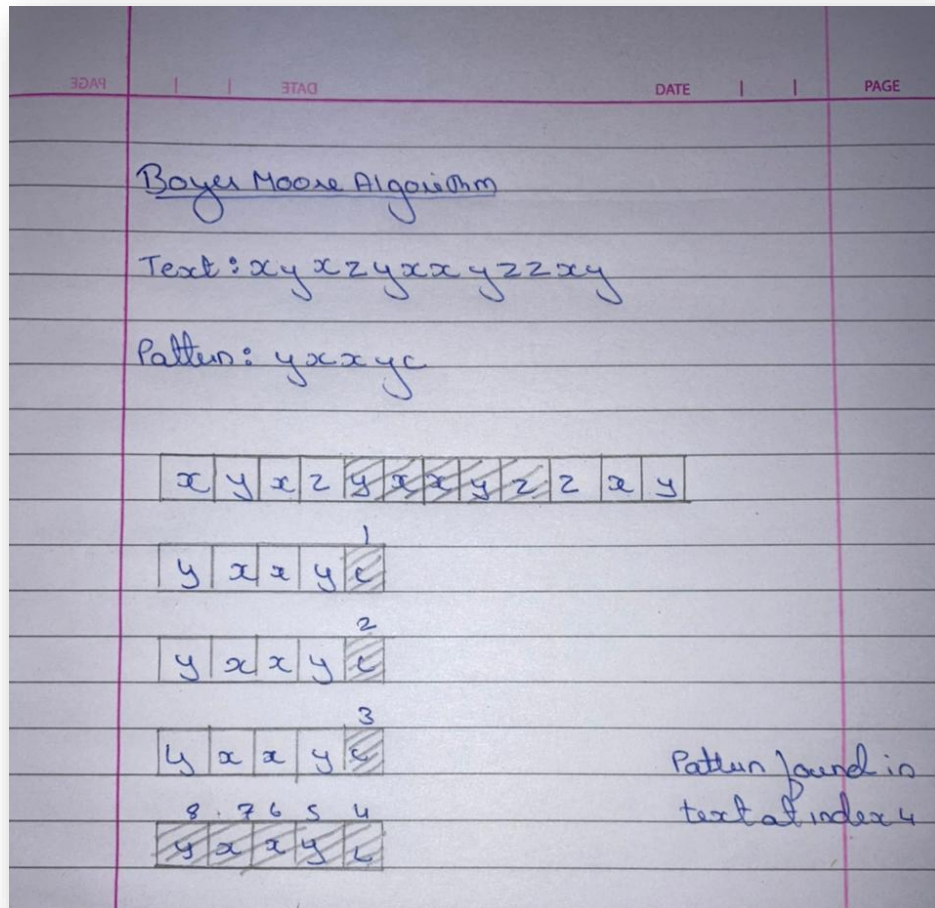 PAGE DATE DATE PAGE
Boyer Moore Algorithm
Text: xyxzyxxyzzxy
Pattern: yxxyc
x y x z y x x y z z x y
1
y x x y c
2
y x x y c
3
y x x y c
Pattern found in
8 . 7 6 5 4
text at index 4
y x x y c